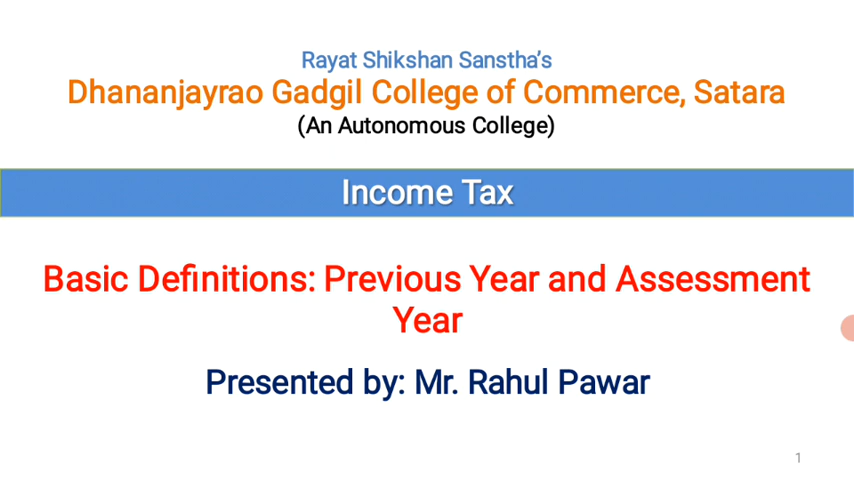 Rayat Shikshan Sanstha’s
Dhananjayrao Gadgil College of Commerce, Satara
(An Autonomous College)
Income Tax
Basic Definitions: Previous Year and Assessment
Year
Presented by: Mr. Rahul Pawar
1